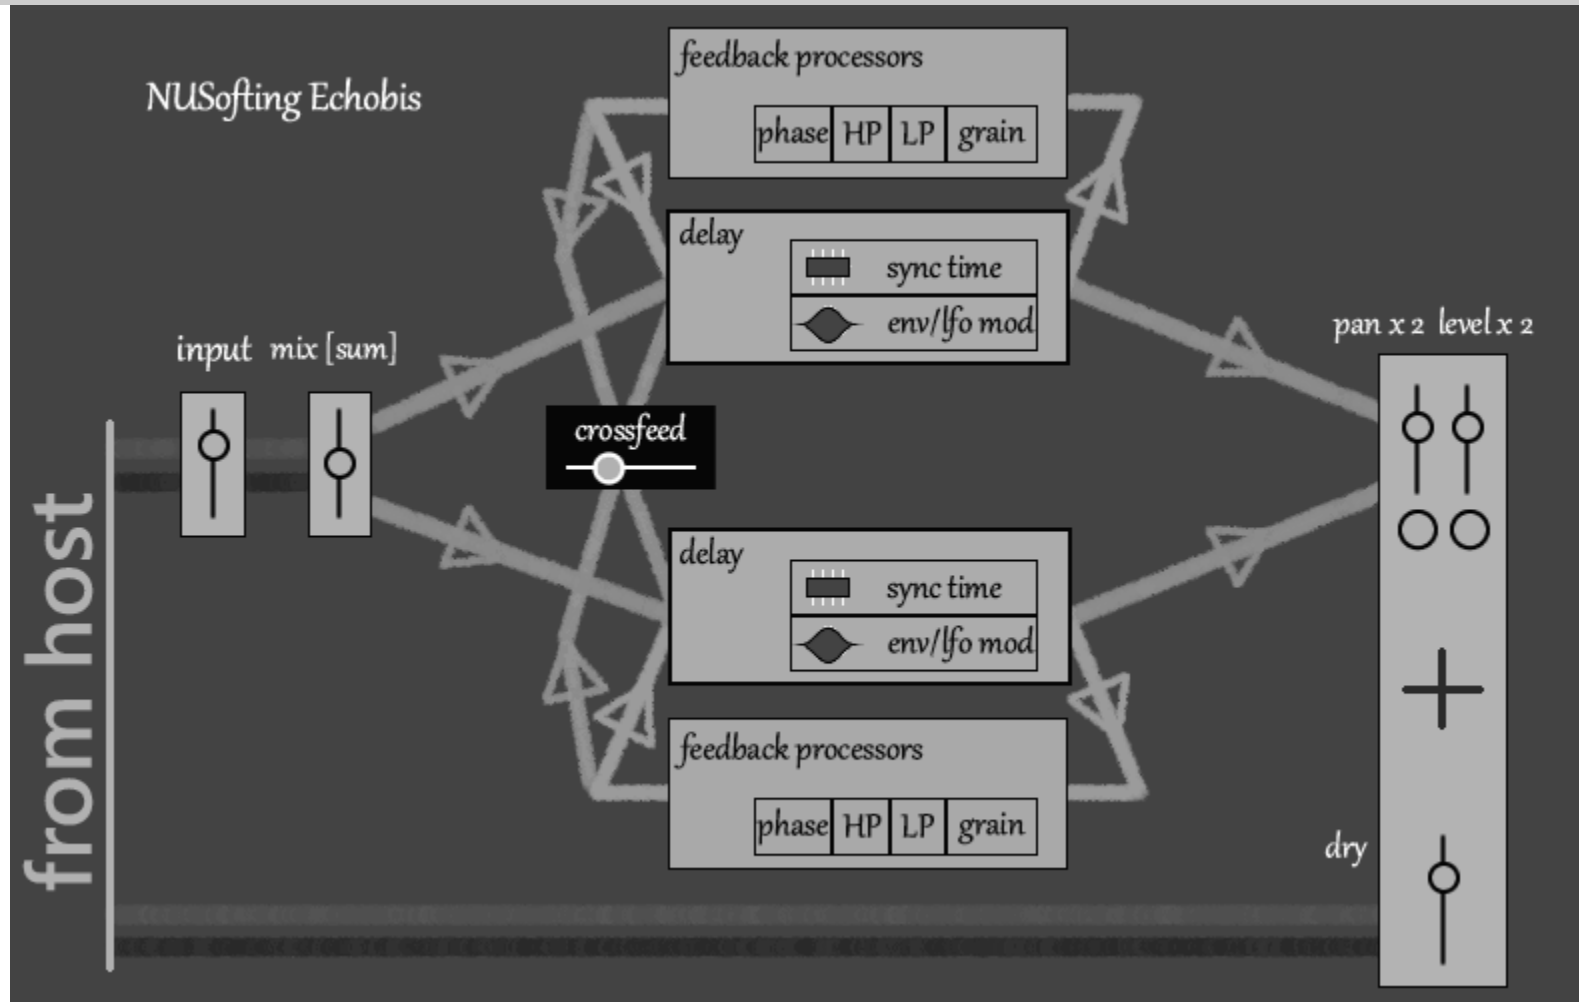 NUSofting Echobis
feedback processors
phase HP LP grain
delay
sync time
env/lfo mod
pan x 2 level x 2
input mix [sum]
crossfeed
from host
delay
sync time
env/lfo mod
feedback processors
phase HP LP grain
dry